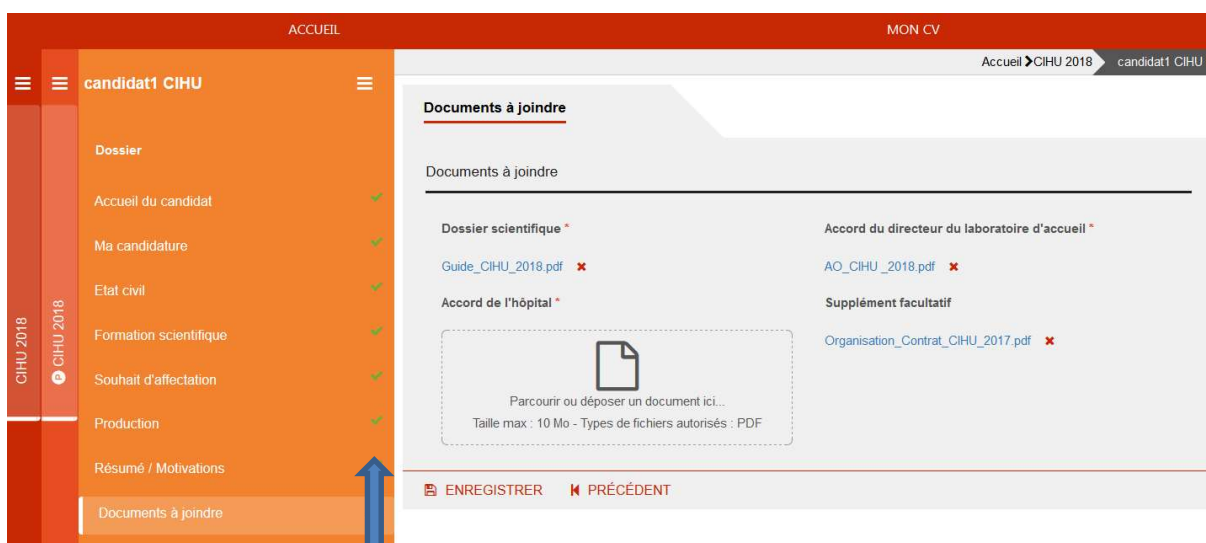 ACCUEIL
MON CV
Accueil CIHU 2018
candidat1 CIHU
CIHU 2018
P CIHU 2018
candidat1 CIHU
Dossier
Accueil du candidat
Ma candidature
Etat civil
Formation scientifique
Souhait d'affectation
Production
Résumé / Motivations
Documents à joindre
Documents à joindre
Documents à joindre
Dossier scientifique *
Accord du directeur du laboratoire d'accueil *
Guide_CIHU_2018.pdf
AO_CIHU _2018.pdf
Accord de l'hôpital *
Supplément facultatif
Organisation_Contrat_CIHU_2017.pdf
Parcourir ou déposer un document ici...
Taille max : 10 Mo - Types de fichiers autorisés : PDF
ENREGISTRER
PRÉCÉDENT